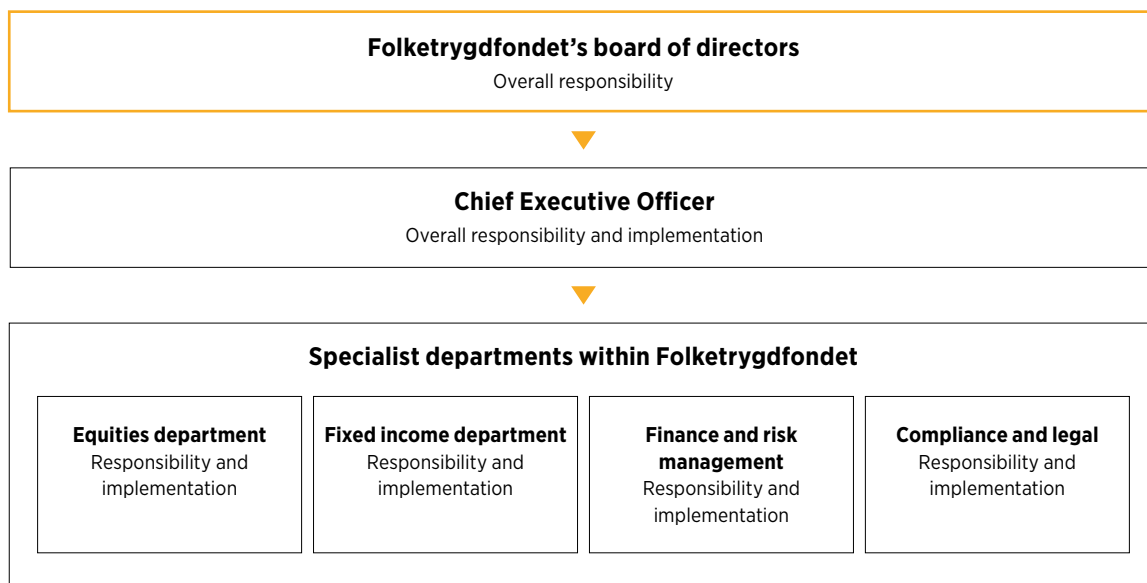 Folketrygdfondet’s board of directors
Overall responsibility
Chief Executive Officer
Overall responsibility and implementation
Specialist departments within Folketrygdfondet
Equities department
Responsibility and
implementation
Fixed income department
Responsibility and
implementation
Finance and risk
management
Responsibility and
implementation
Compliance and legal
Responsibility and
implementation